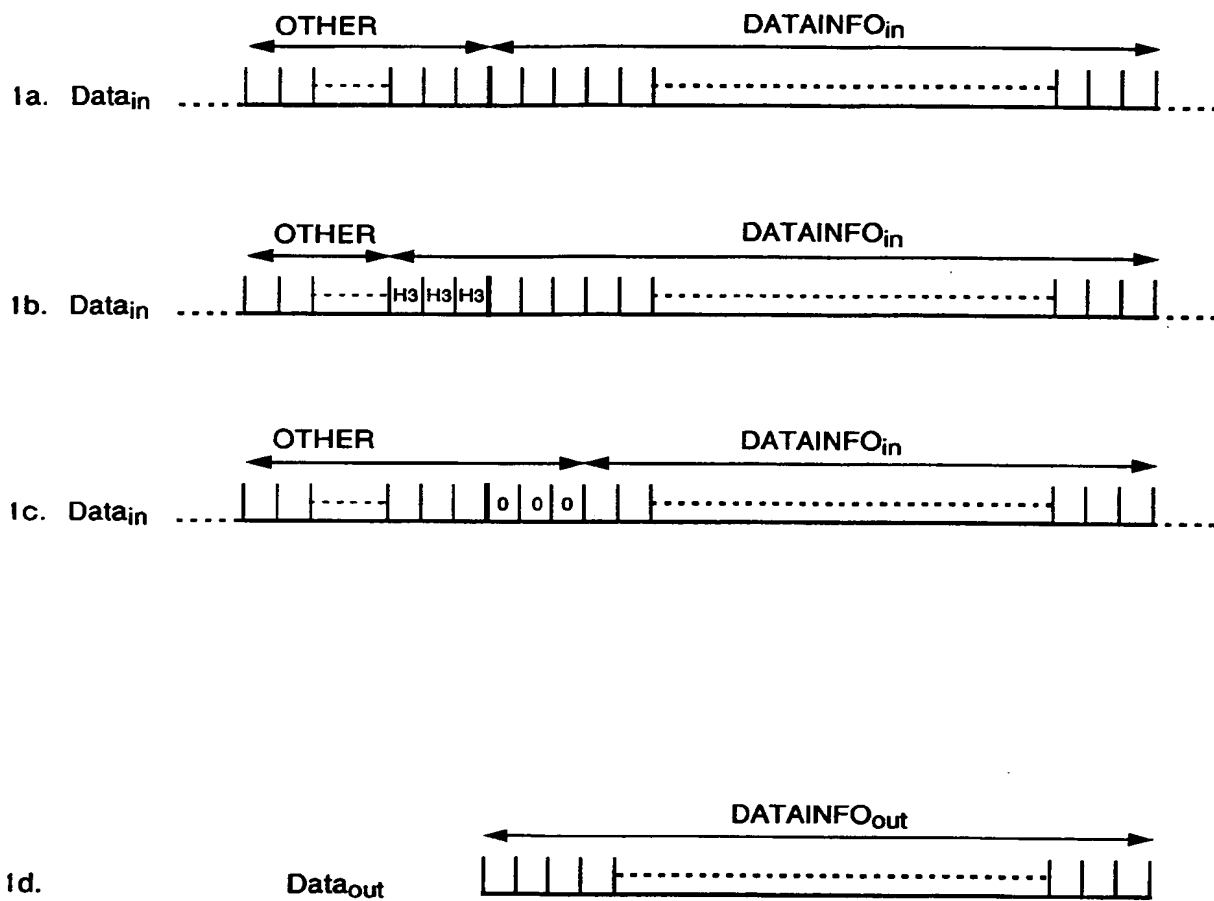 OTHER DATAINFOin
1a. Datain
OTHER DATAINFOin
1b. Datain H3 H3 H3
OTHER DATAINFOin
1c. Datain 0 0 0
DATAINFOout
1d. Dataout